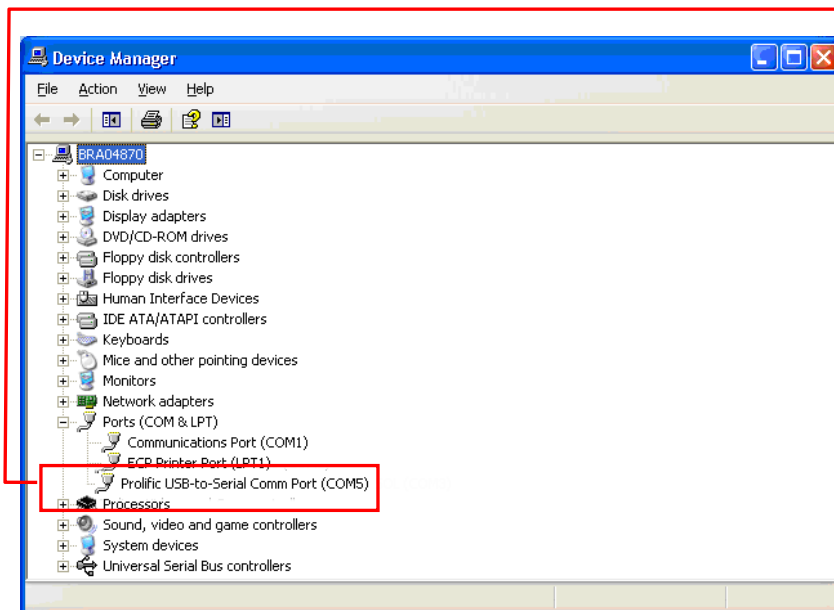 Device Manager
File Action View Help
BRA04870
Computer
Disk drives
Display adapters
DVD/CD-ROM drives
Floppy disk controllers
Floppy disk drives
Human Interface Devices
IDE ATA/ATAPI controllers
Keyboards
Mice and other pointing devices
Monitors
Network adapters
Ports (COM & LPT)
Communications Port (COM1)
ECP Printer Port (LPT1)
Prolific USB-to-Serial Comm Port (COM5)
Processors
Sound, video and game controllers
System devices
Universal Serial Bus controllers